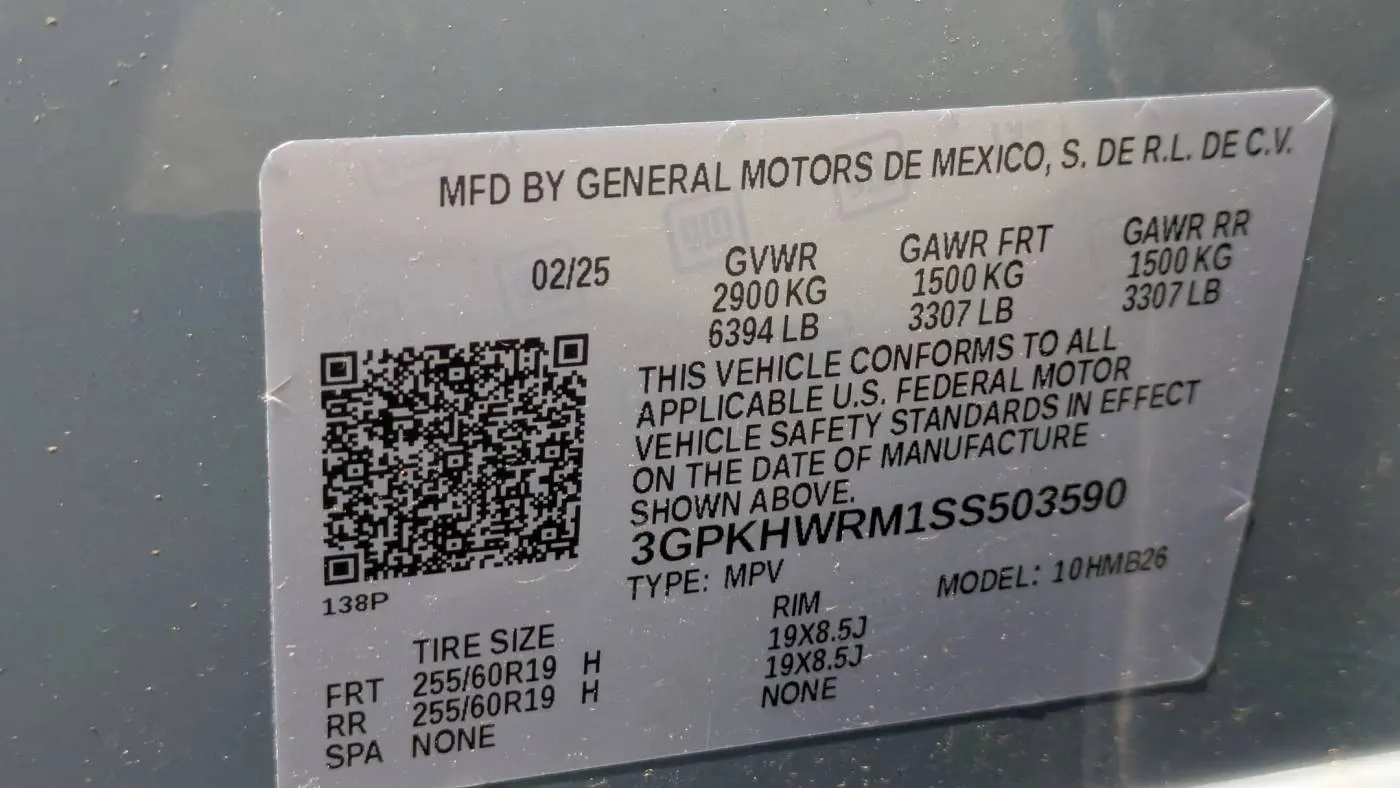 MFD BY GENERAL MOTORS DE MEXICO, S. DE R.L. DE C.V.
02/25 GVWR GAWR FRT GAWR RR
2900 KG 1500 KG 1500 KG
6394 LB 3307 LB 3307 LB
THIS VEHICLE CONFORMS TO ALL
APPLICABLE U.S. FEDERAL MOTOR
VEHICLE SAFETY STANDARDS IN EFFECT
ON THE DATE OF MANUFACTURE
SHOWN ABOVE.
3GPKHWRM1SS503590
138P
TYPE: MPV MODEL: 10HMB26
TIRE SIZE RIM
FRT 255/60R19 H 19X8.5J
RR 255/60R19 H 19X8.5J
SPA NONE NONE